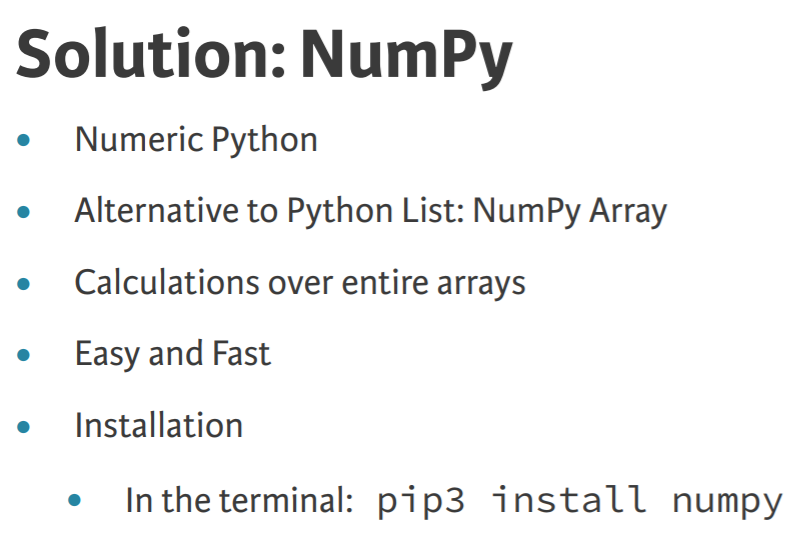 Solution: NumPy
• Numeric Python
• Alternative to Python List: NumPy Array
• Calculations over entire arrays
• Easy and Fast
• Installation
• In the terminal: pip3 install numpy